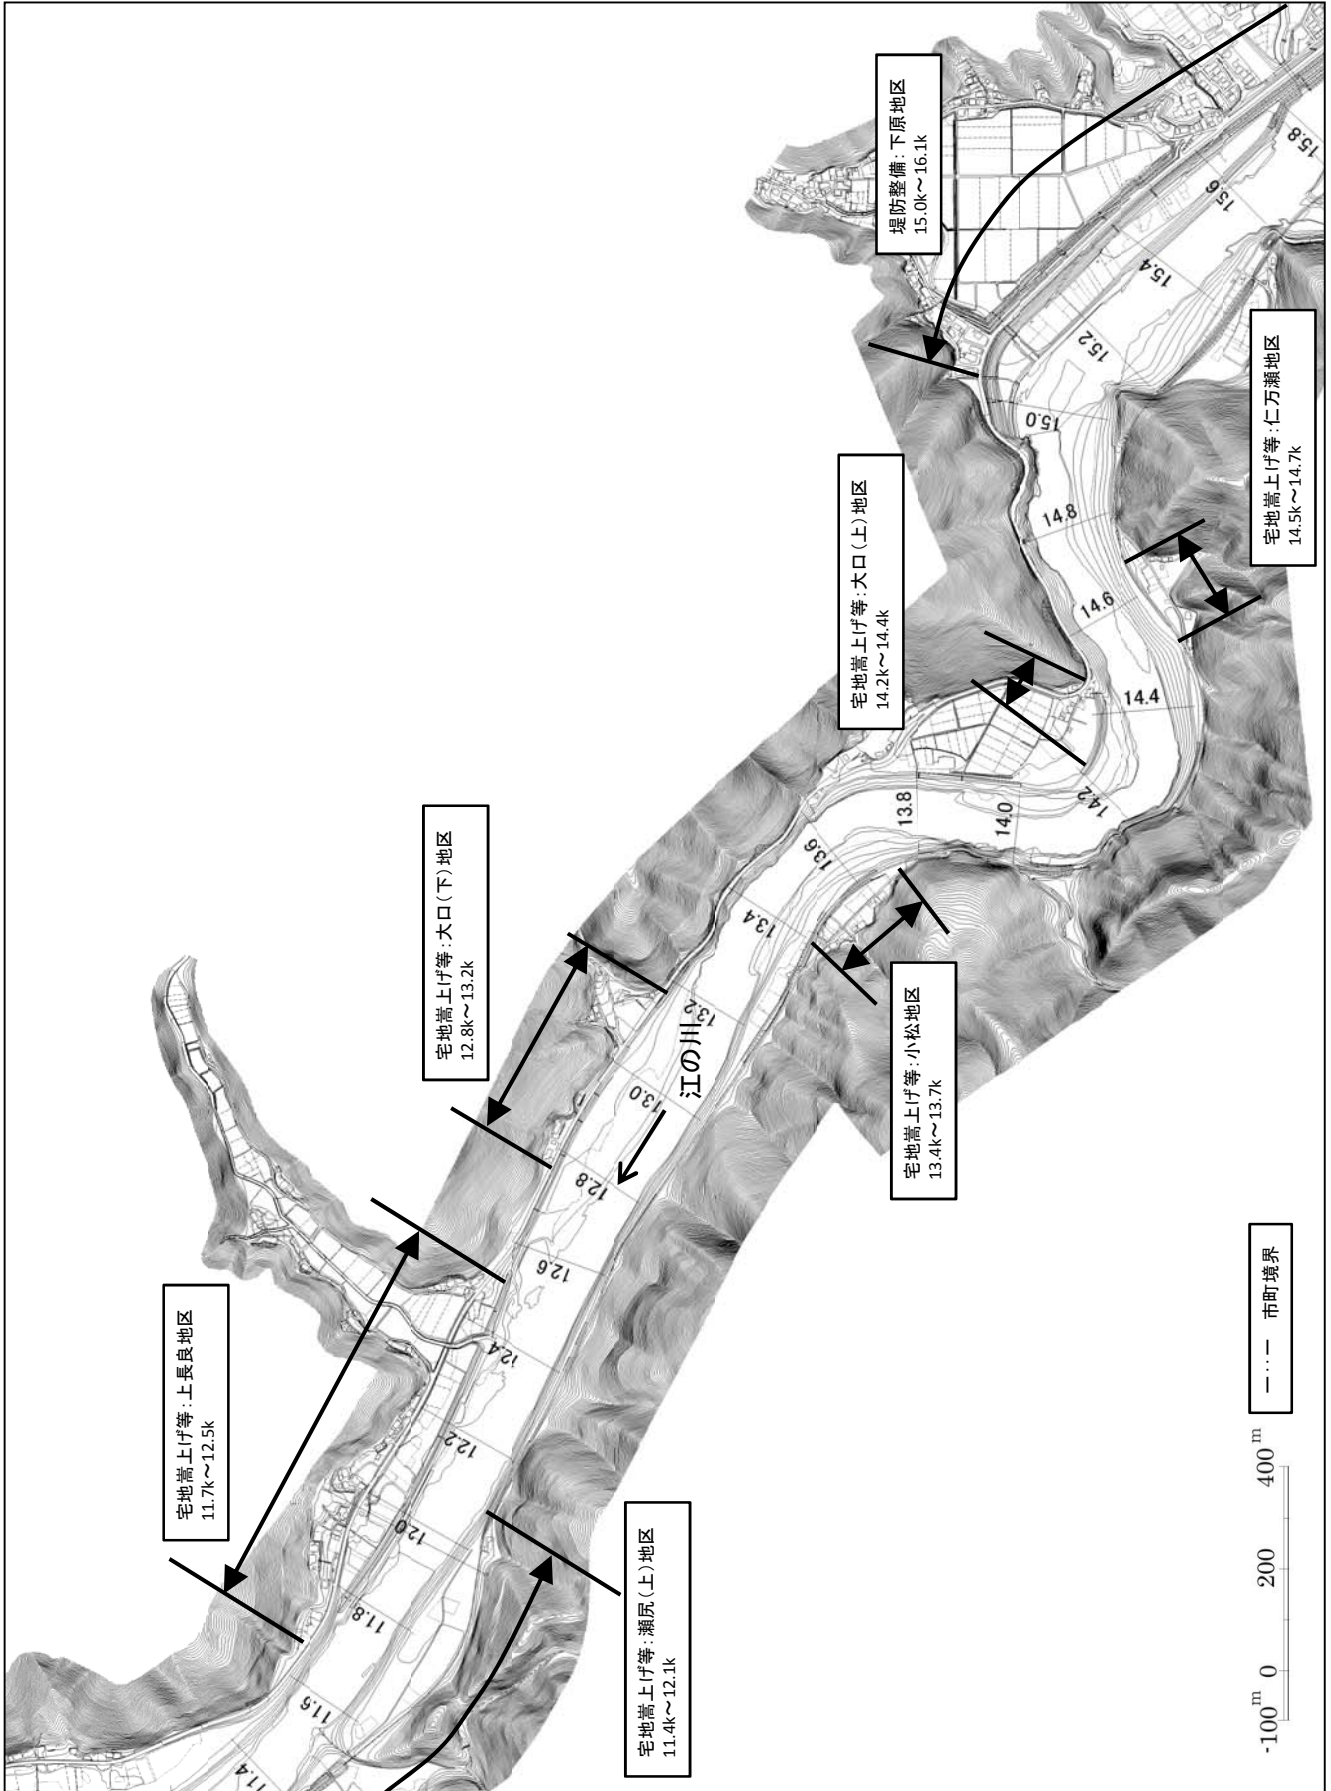 堤防整備：下原地区
15.0k～16.1k
宅地嵩上げ等：仁万瀬地区
14.5k～14.7k
宅地嵩上げ等：大口（上）地区
14.2k～14.4k
宅地嵩上げ等：大口（下）地区
12.8k～13.2k
宅地嵩上げ等：小松地区
13.4k～13.7k
宅地嵩上げ等：上長良地区
11.7k～12.5k
宅地嵩上げ等：瀬尻（上）地区
11.4k～12.1k
江の川
15.8
15.6
15.4
15.2
15.0
14.8
14.6
14.4
14.2
14.0
13.8
13.6
13.4
13.2
13.0
12.8
12.6
12.4
12.2
12.0
11.8
11.6
11.4
市町境界
-100m 0 200 400m